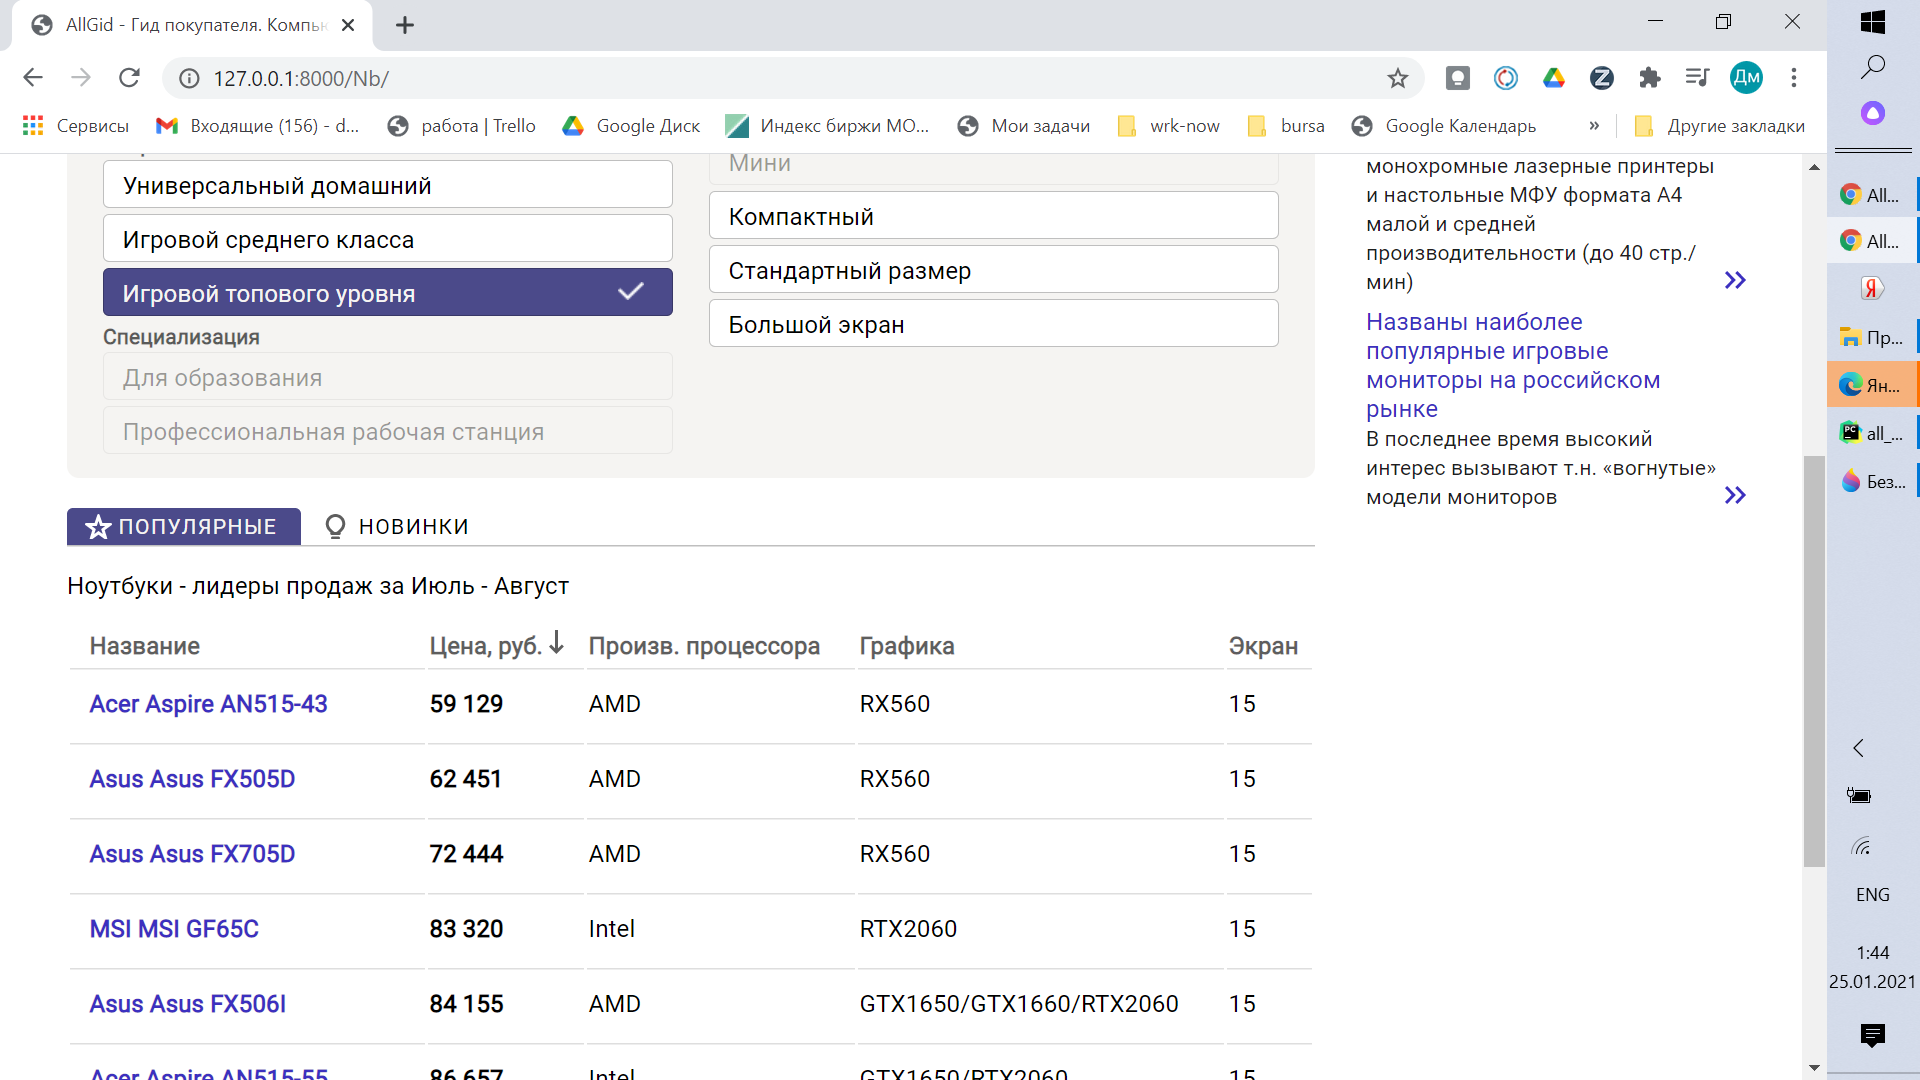 AllGid - Гид покупателя. Компьк
127.0.0.1:8000/Nb/
Дм
Сервисы
Входящие (156) - d...
работа | Trello
Google Диск
Индекс биржи МО...
Мои задачи
wrk-now
bursa
Google Календарь
»
Другие закладки
Универсальный домашний
Игровой среднего класса
Игровой топового уровня
Специализация
Для образования
Профессиональная рабочая станция
Мини
Компактный
Стандартный размер
Большой экран
монохромные лазерные принтеры
и настольные МФУ формата А4
малой и средней
производительности (до 40 стр./
мин)
Названы наиболее
популярные игровые
мониторы на российском
рынке
В последнее время высокий
интерес вызывают т.н. «вогнутые»
модели мониторов
ПОПУЛЯРНЫЕ
НОВИНКИ
Ноутбуки - лидеры продаж за Июль - Август
Название Цена, руб. Произв. процессора Графика Экран
Acer Aspire AN515-43 59 129 AMD RX560 15
Asus Asus FX505D 62 451 AMD RX560 15
Asus Asus FX705D 72 444 AMD RX560 15
MSI MSI GF65C 83 320 Intel RTX2060 15
Asus Asus FX506I 84 155 AMD GTX1650/GTX1660/RTX2060 15
Acer Aspire AN515-55 86 657 Intel GTX1650/RTX2060 15
All...
All...
Пр...
Ян...
all_...
Без...
ENG
1:44
25.01.2021